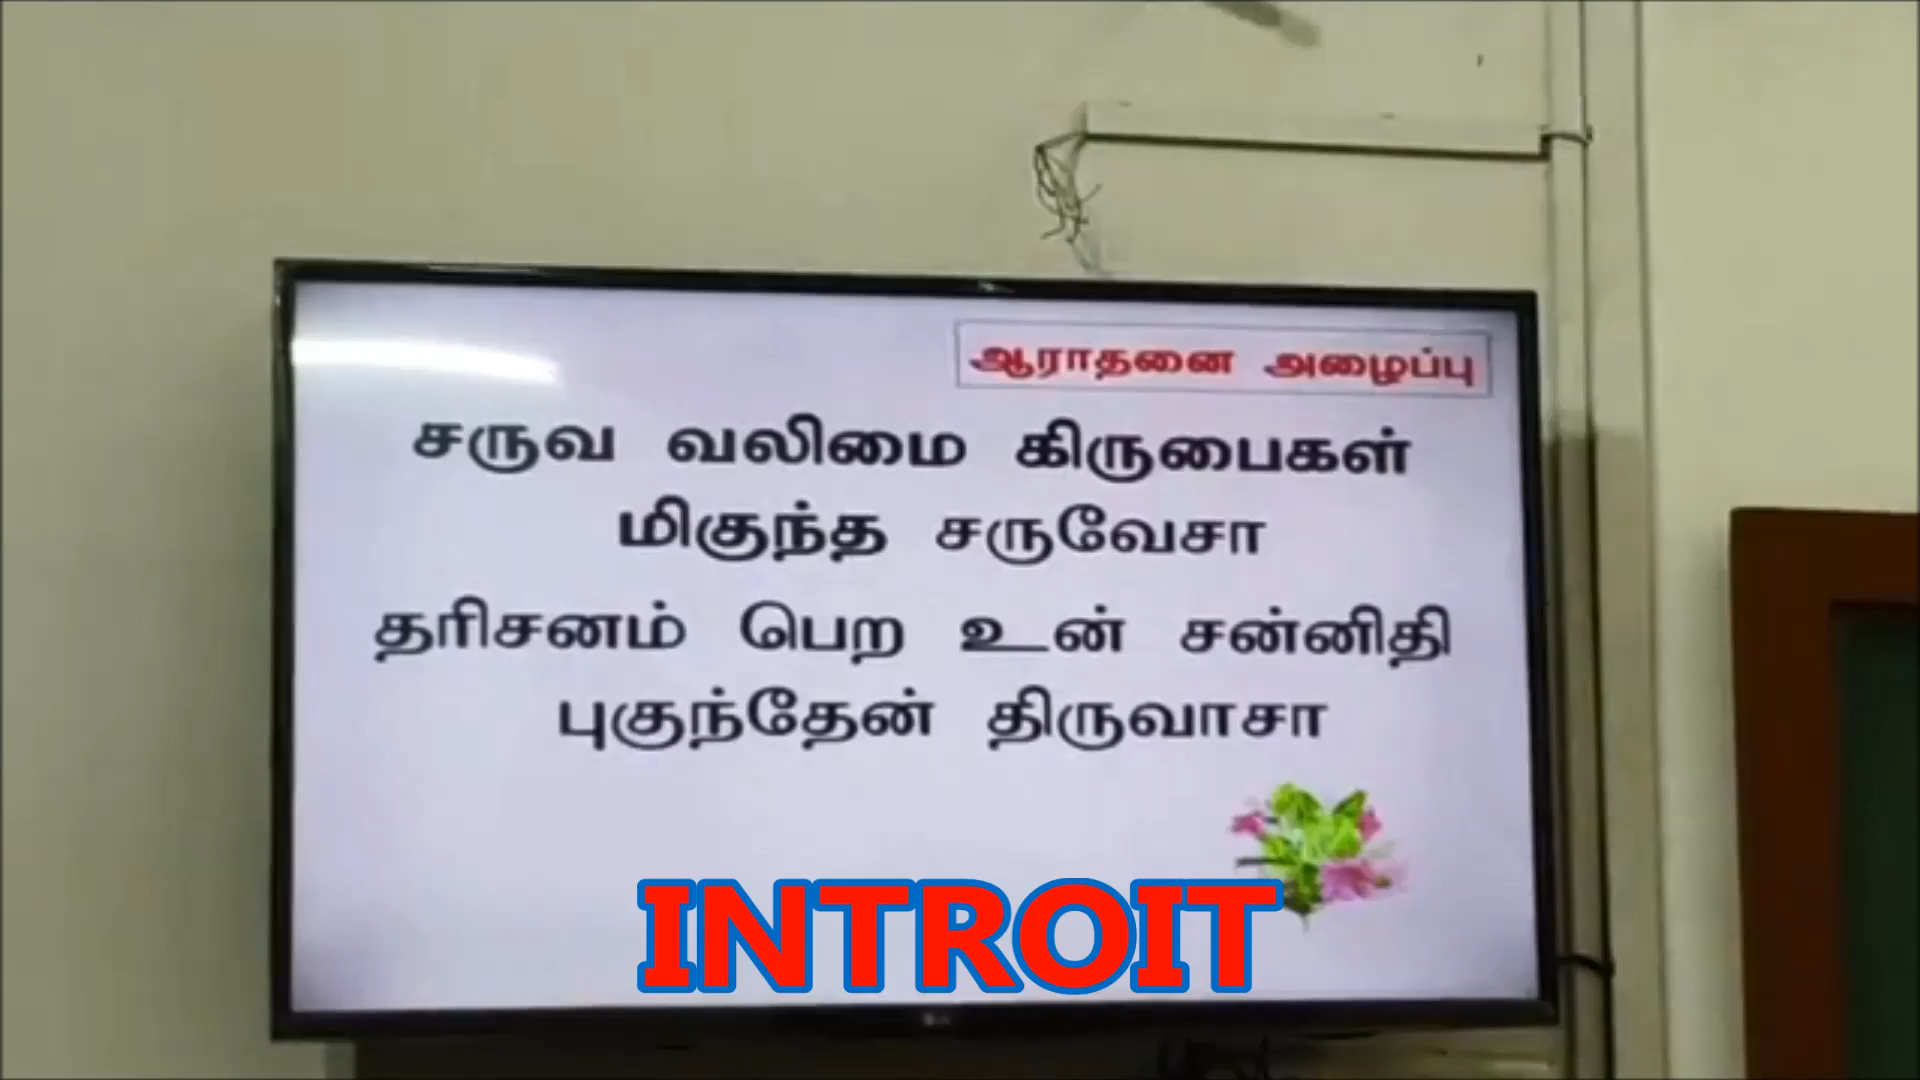 ஆராதனை அழைப்பு
சருவ வலிமை கிருபைகள்
மிகுந்த சருவேசா
தரிசனம் பெற உன் சன்னிதி
புகுந்தேன் திருவாசா
INTROIT